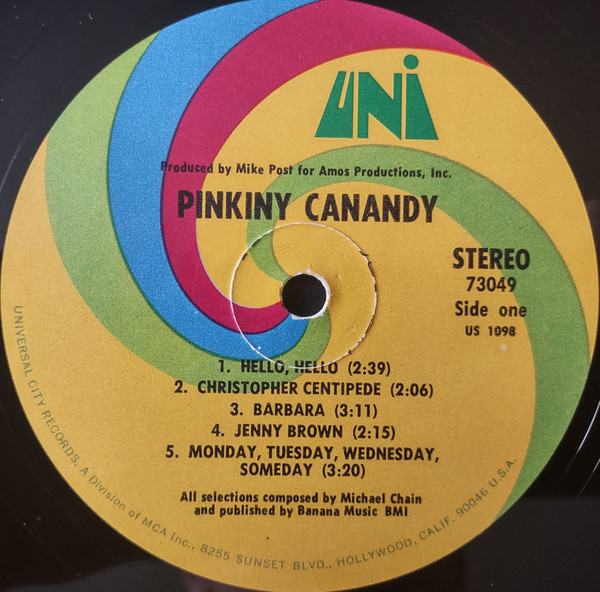 UNI
Produced by Mike Post for Amos Productions, Inc.
PINKINY CANANDY
STEREO
73049
Side one
US 1098
1. HELLO, HELLO (2:39)
2. CHRISTOPHER CENTIPEDE (2:06)
3. BARBARA (3:11)
4. JENNY BROWN (2:15)
5. MONDAY, TUESDAY, WEDNESDAY,
SOMEDAY (3:20)
All selections composed by Michael Chain
and published by Banana Music BMI
UNIVERSAL CITY RECORDS, A Division of MCA Inc., 8255 SUNSET BLVD., HOLLYWOOD, CALIF. 90046 U.S.A.